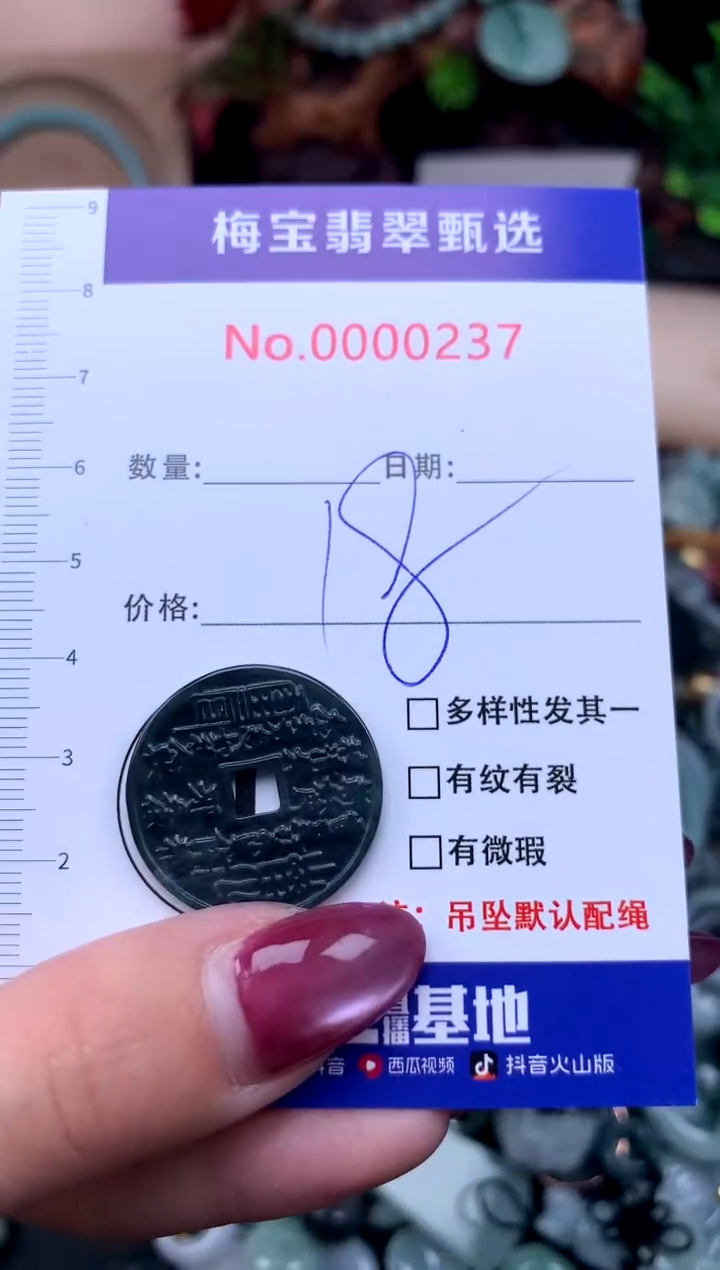 梅宝翡翠甄选
No.0000237
数量: 日期:
18
价格:
多样性发其一
有纹有裂
有微瑕
: 吊坠默认配绳
播基地
音 西瓜视频 抖音火山版
9
8
7
6
5
4
3
2